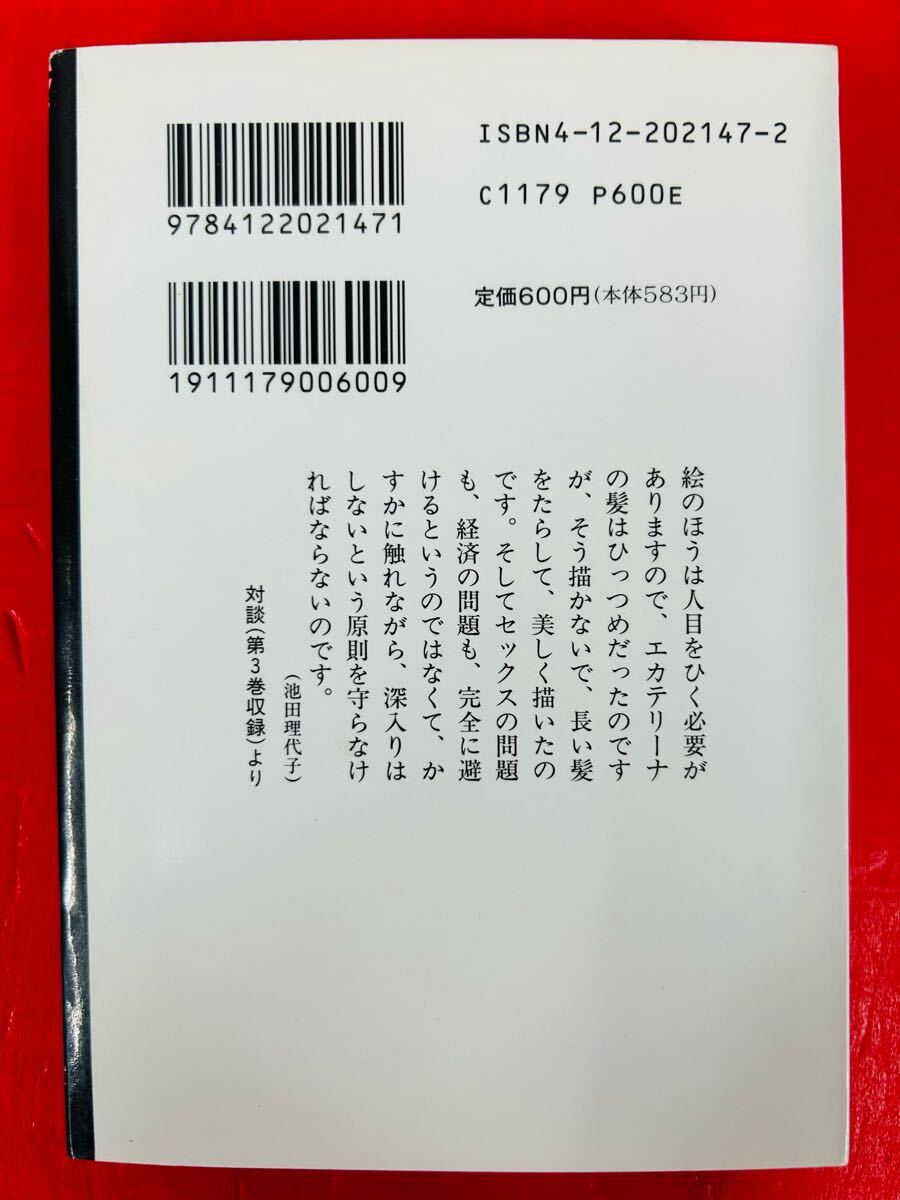 ISBN4-12-202147-2
C1179 P600E
9784122021471
定価600円(本体583円)
1911179006009
絵のほうは人目をひく必要が
ありますので、エカテリーナ
の髪はひっつめだったのです
が、そう描かないで、長い髪
をたらして、美しく描いたの
です。そしてセックスの問題
も、経済の問題も、完全に避
けるというのではなくて、か
すかに触れながら、深入りは
しないという原則を守らなけ
ればならないのです。
(池田理代子)
対談(第3巻収録)より